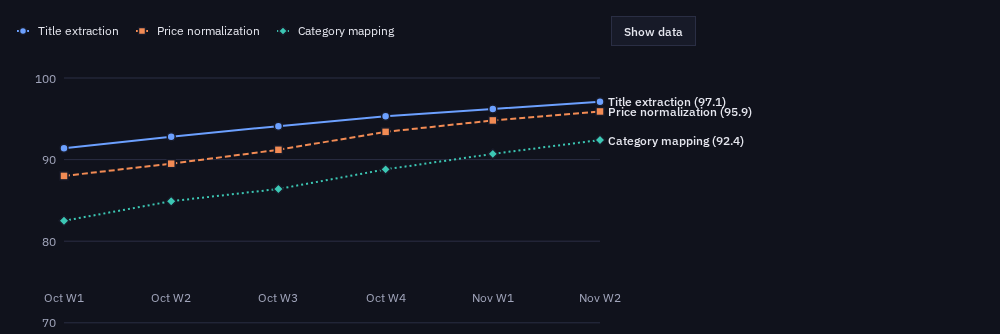 Title extraction Price normalization Category mapping
Show data
100
Title extraction (97.1)
Price normalization (95.9)
Category mapping (92.4)
90
80
Oct W1 Oct W2 Oct W3 Oct W4 Nov W1 Nov W2
70